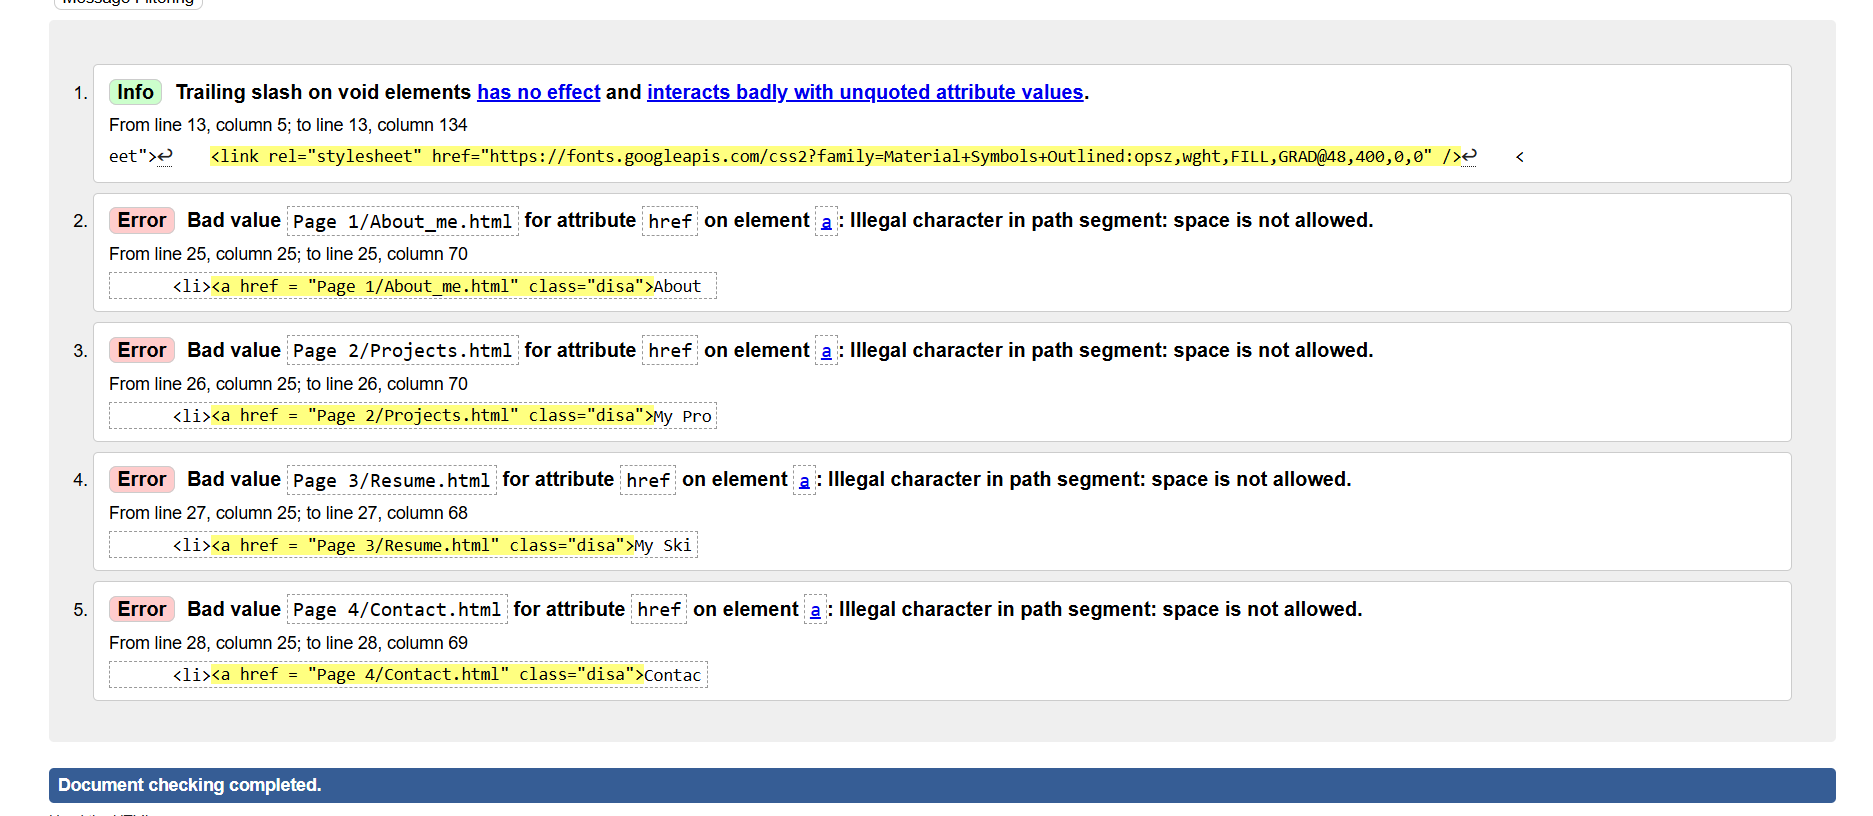 Message Filtering
1. Info Trailing slash on void elements has no effect and interacts badly with unquoted attribute values.
From line 13, column 5; to line 13, column 134
eet">↩    <link rel="stylesheet" href="https://fonts.googleapis.com/css2?family=Material+Symbols+Outlined:opsz,wght,FILL,GRAD@48,400,0,0" />↩    <
2. Error Bad value Page 1/About_me.html for attribute href on element a: Illegal character in path segment: space is not allowed.
From line 25, column 25; to line 25, column 70
<li><a href = "Page 1/About_me.html" class="disa">About
3. Error Bad value Page 2/Projects.html for attribute href on element a: Illegal character in path segment: space is not allowed.
From line 26, column 25; to line 26, column 70
<li><a href = "Page 2/Projects.html" class="disa">My Pro
4. Error Bad value Page 3/Resume.html for attribute href on element a: Illegal character in path segment: space is not allowed.
From line 27, column 25; to line 27, column 68
<li><a href = "Page 3/Resume.html" class="disa">My Ski
5. Error Bad value Page 4/Contact.html for attribute href on element a: Illegal character in path segment: space is not allowed.
From line 28, column 25; to line 28, column 69
<li><a href = "Page 4/Contact.html" class="disa">Contac
Document checking completed.